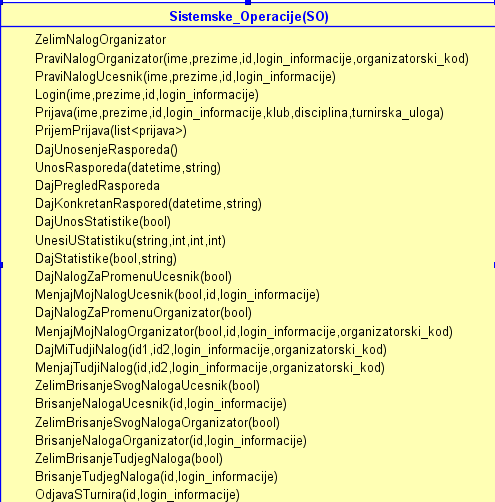 Sistemske_Operacije(SO)
ZelimNalogOrganizator
PraviNalogOrganizator(ime,prezime,id,login_informacije,organizatorski_kod)
PraviNalogUcesnik(ime,prezime,id,login_informacije)
Login(ime,prezime,id,login_informacije)
Prijava(ime,prezime,id,login_informacije,klub,disciplina,turnirska_uloga)
PrijemPrijava(list<prijava>)
DajUnosenjeRasporeda()
UnosRasporeda(datetime,string)
DajPregledRasporeda
DajKonkretanRaspored(datetime,string)
DajUnosStatistike(bool)
UnesiUStatistiku(string,int,int,int)
DajStatistike(bool,string)
DajNalogZaPromenuUcesnik(bool)
MenjajMojNalogUcesnik(bool,id,login_informacije)
DajNalogZaPromenuOrganizator(bool)
MenjajMojNalogOrganizator(bool,id,login_informacije,organizatorski_kod)
DajMiTudjiNalog(id1,id2,login_informacije,organizatorski_kod)
MenjajTudjiNalog(id,id2,login_informacije,organizatorski_kod)
ZelimBrisanjeSvogNalogaUcesnik(bool)
BrisanjeNalogaUcesnik(id,login_informacije)
ZelimBrisanjeSvogNalogaOrganizator(bool)
BrisanjeNalogaOrganizator(id,login_informacije)
ZelimBrisanjeTudjegNaloga(bool)
BrisanjeTudjegNaloga(id,login_informacije)
OdjavaSTurnira(id,login_informacije)